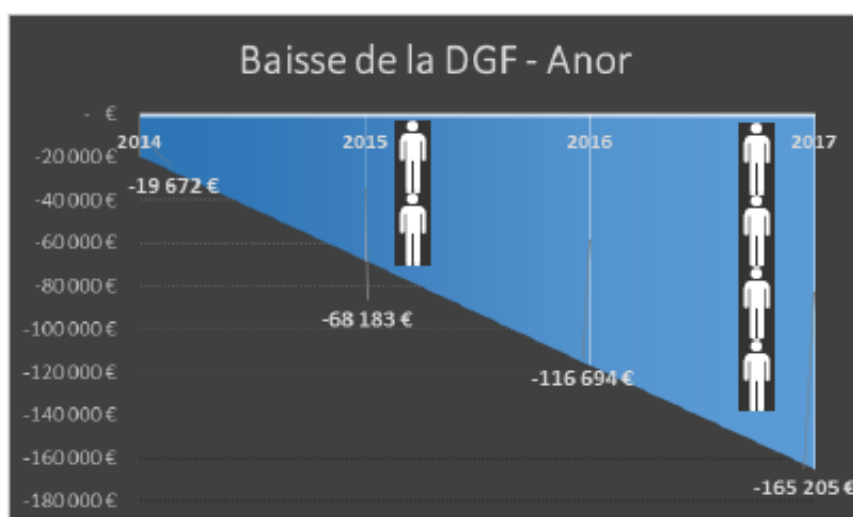 Baisse de la DGF - Anor
- €
2014 2015 2016 2017
-20 000 €
-19 672 €
-40 000 €
-60 000 €
-80 000 €
-68 183 €
-100 000 €
-116 694 €
-120 000 €
-140 000 €
-160 000 €
-165 205 €
-180 000 €